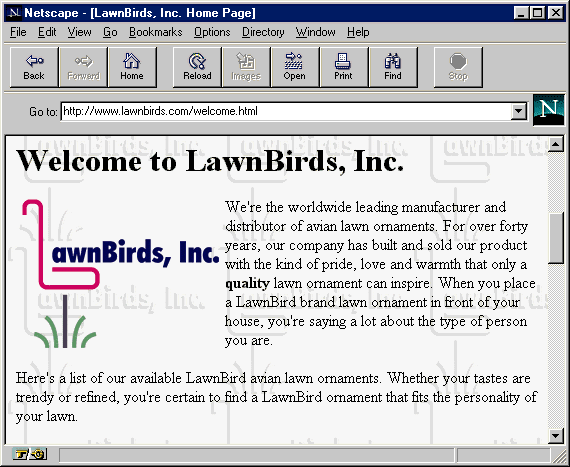 Netscape - [LawnBirds, Inc. Home Page]
File Edit View Go Bookmarks Options Directory Window Help
Back Forward Home Reload Images Open Print Find Stop
Go to: http://www.lawnbirds.com/welcome.html
N
Welcome to LawnBirds, Inc.
LawnBirds, Inc.
We're the worldwide leading manufacturer and
distributor of avian lawn ornaments. For over forty
years, our company has built and sold our product
with the kind of pride, love and warmth that only a
quality lawn ornament can inspire. When you place
a LawnBird brand lawn ornament in front of your
house, you're saying a lot about the type of person
you are.
Here's a list of our available LawnBird avian lawn ornaments. Whether your tastes are
trendy or refined, you're certain to find a LawnBird ornament that fits the personality of
your lawn.